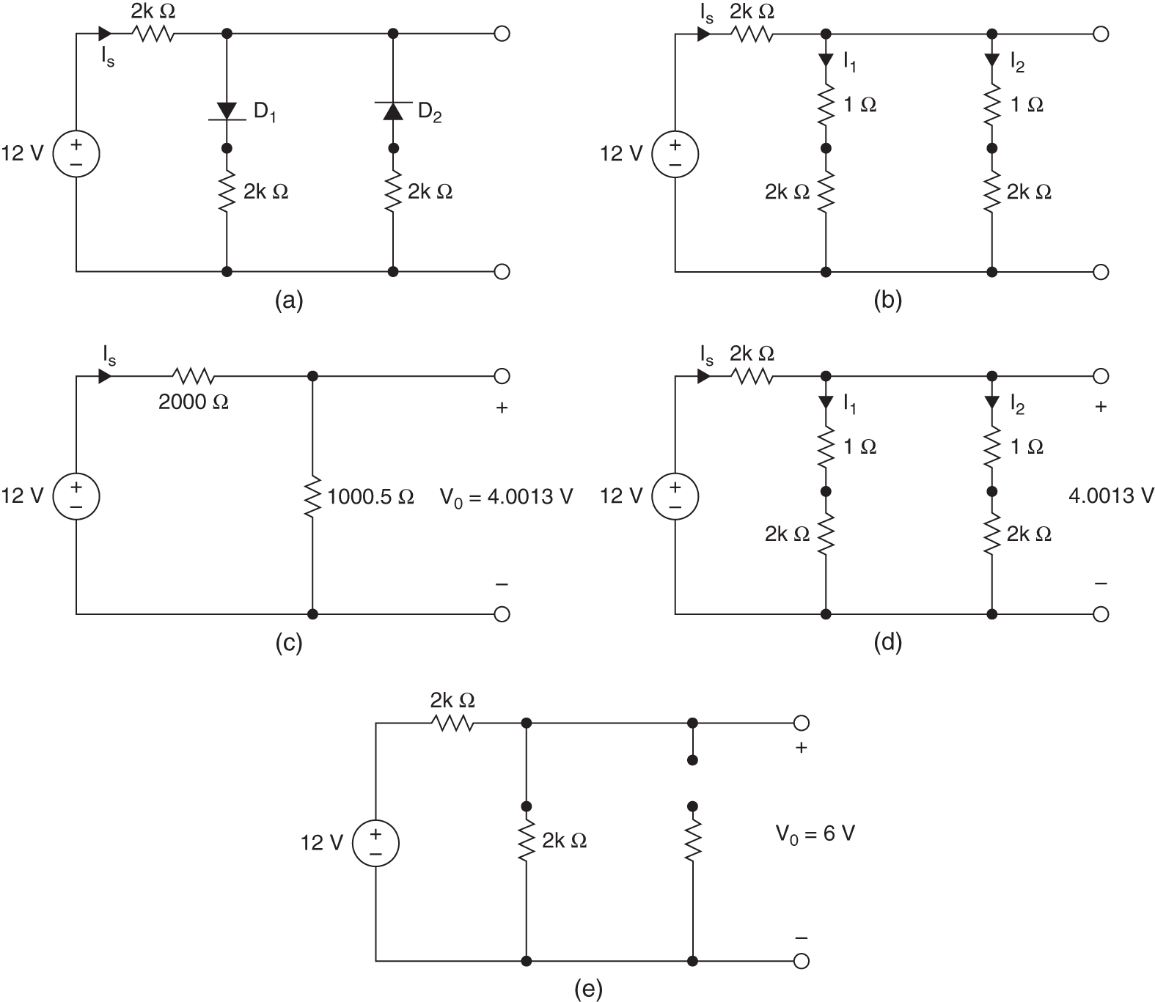 2k Ω
I_s
D_1
D_2
12 V
+
−
2k Ω
2k Ω
(a)
I_s 2k Ω
I_1
I_2
1 Ω
1 Ω
12 V
+
−
2k Ω
2k Ω
(b)
I_s
2000 Ω
+
12 V
+
−
1000.5 Ω
V_0 = 4.0013 V
−
(c)
I_s 2k Ω
I_1
I_2
+
1 Ω
1 Ω
12 V
+
−
4.0013 V
2k Ω
2k Ω
−
(d)
2k Ω
+
12 V
+
−
2k Ω
V_0 = 6 V
−
(e)